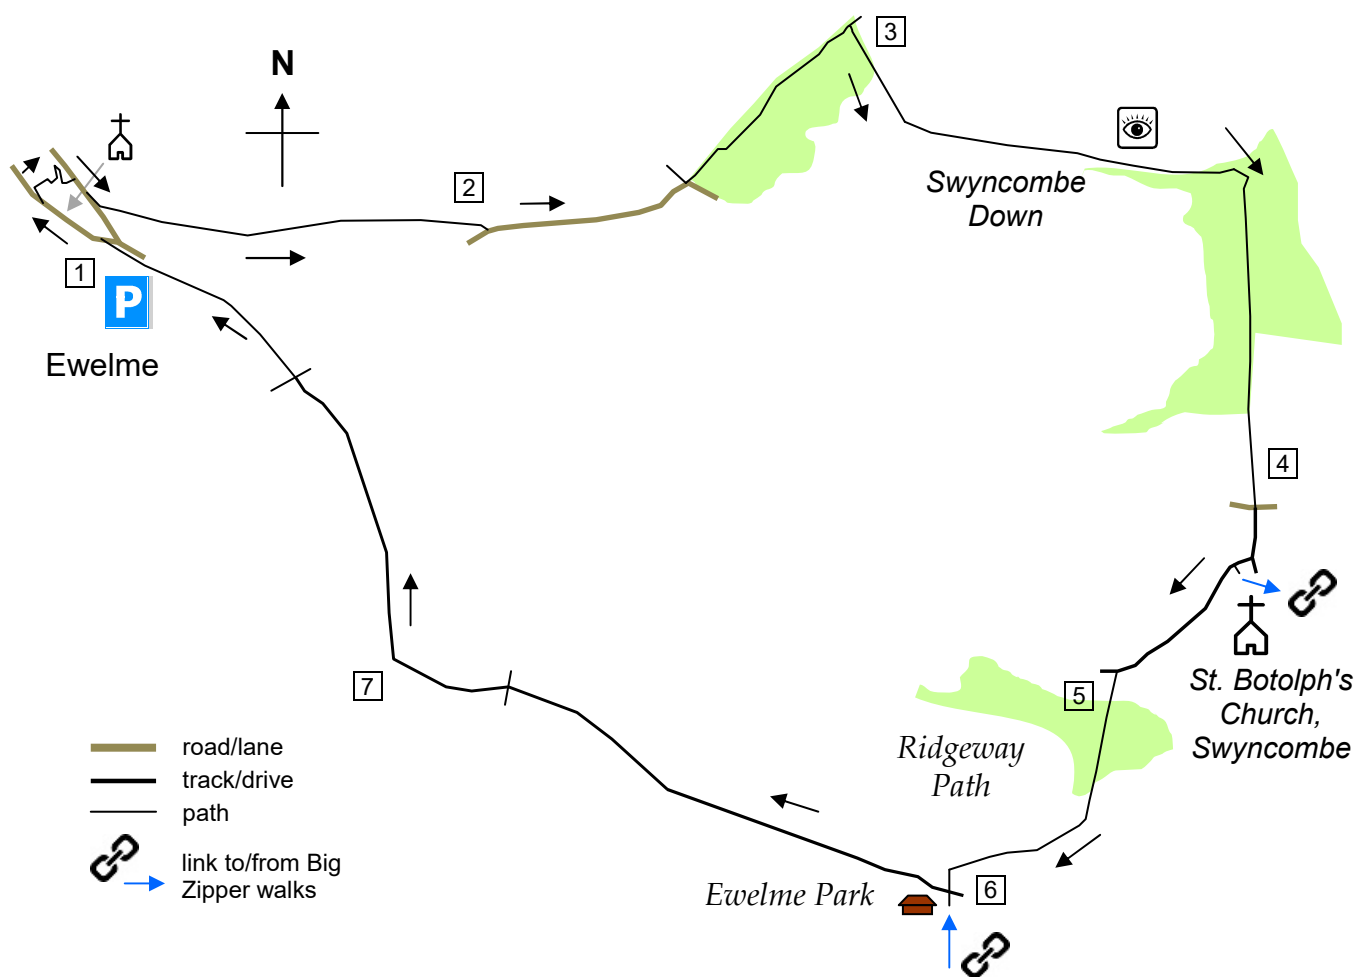 3
N
2
Swyncombe
Down
1
P
Ewelme
4
St. Botolph's
Church,
Swyncombe
5
7
Ridgeway
Path
road/lane
track/drive
path
link to/from Big
Zipper walks
Ewelme Park
6